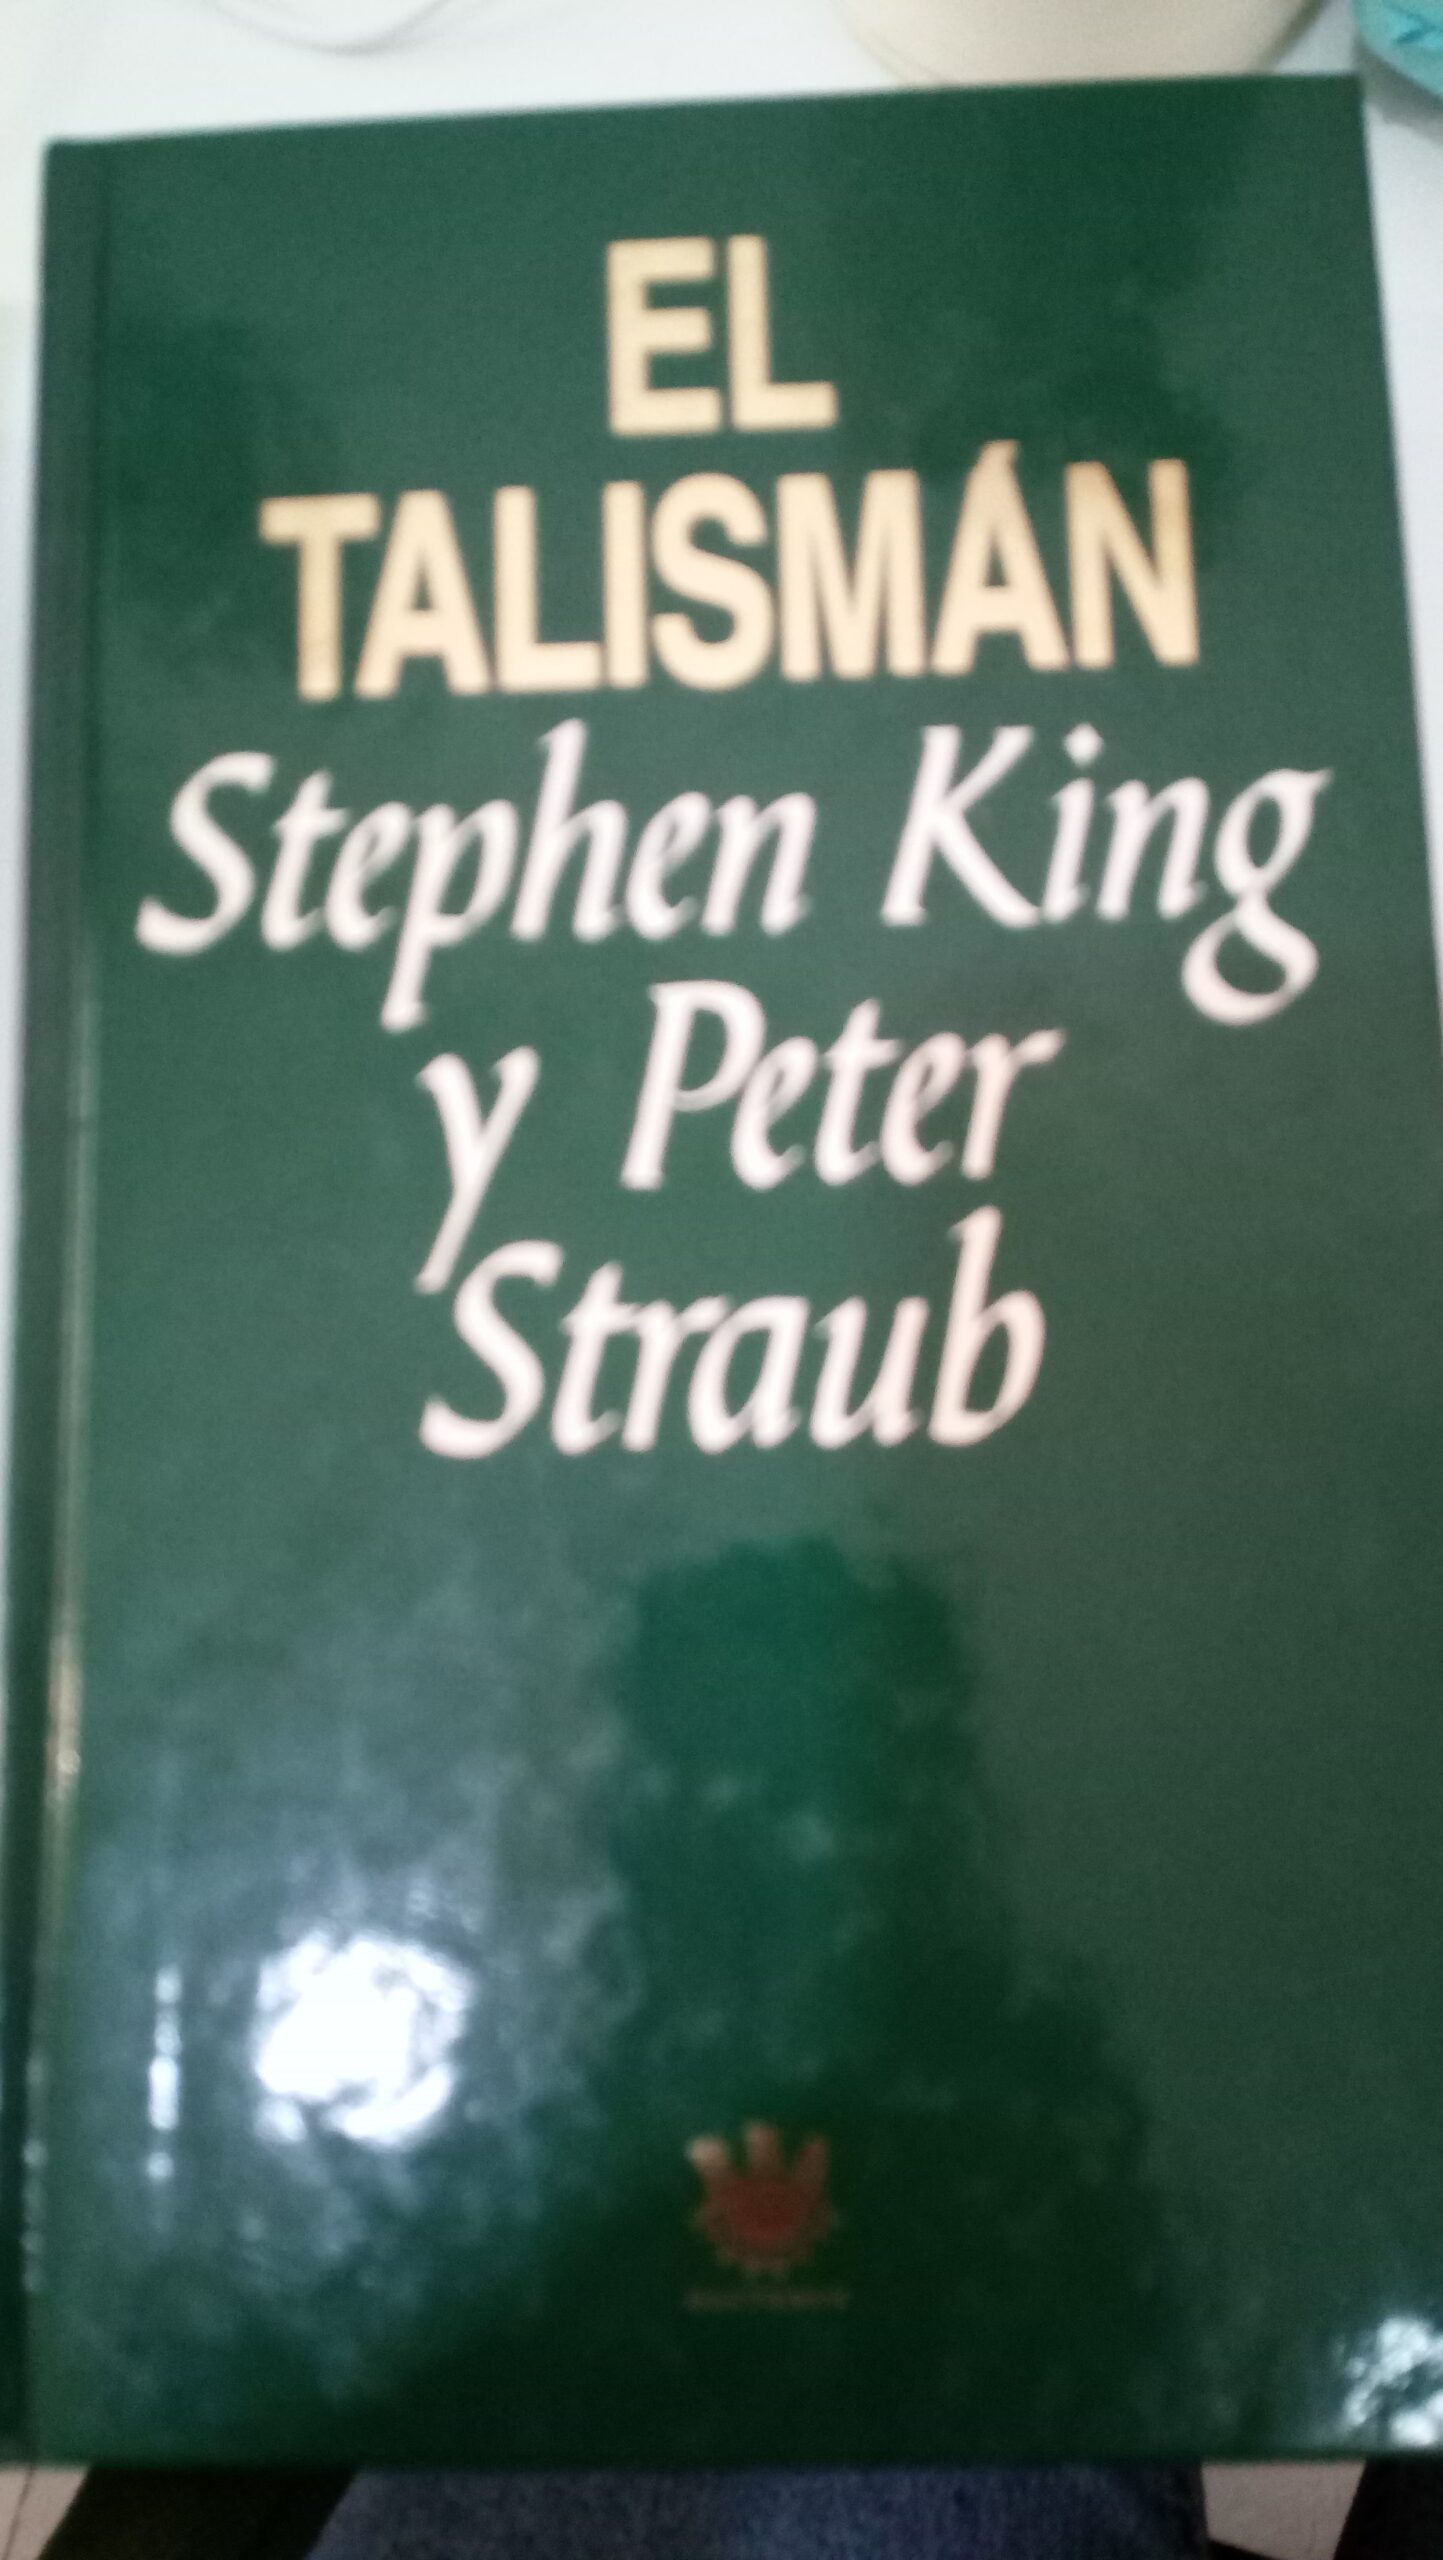 EL
TALISMÁN
Stephen King
y Peter
Straub